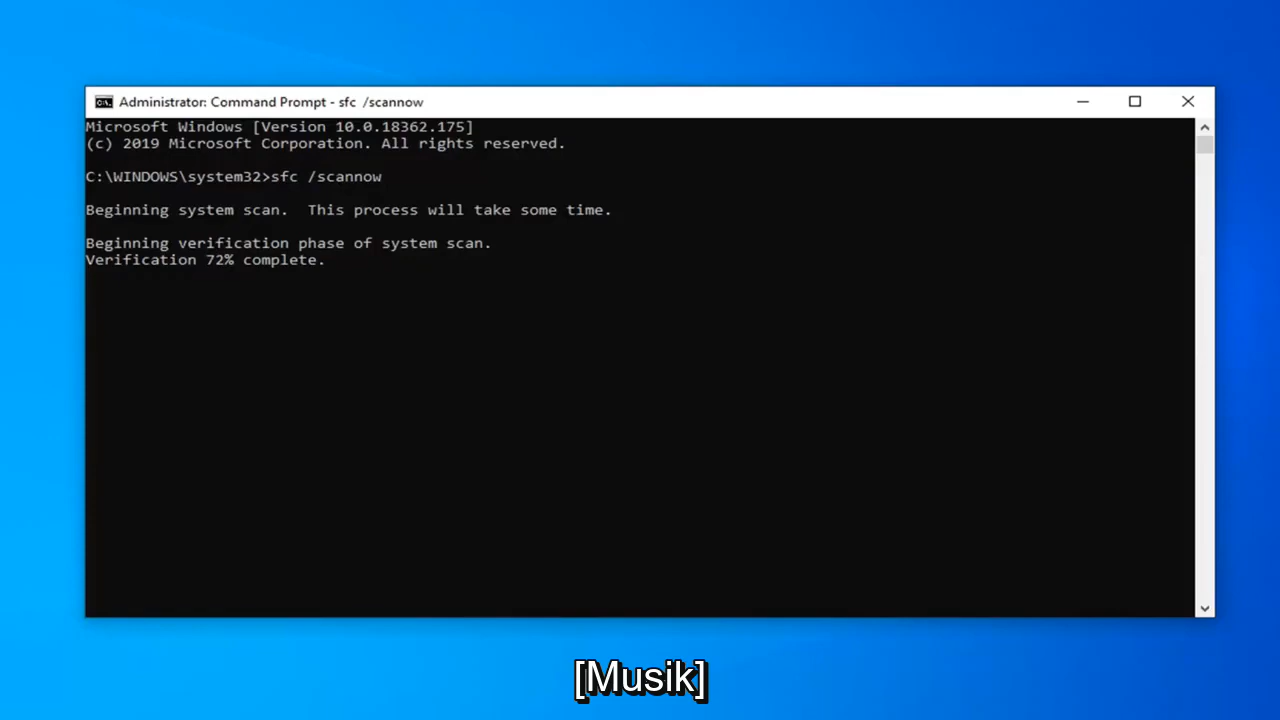 Administrator: Command Prompt - sfc  /scannow
Microsoft Windows [Version 10.0.18362.175]
(c) 2019 Microsoft Corporation. All rights reserved.
C:\WINDOWS\system32>sfc /scannow
Beginning system scan.  This process will take some time.
Beginning verification phase of system scan.
Verification 72% complete.
[Musik]